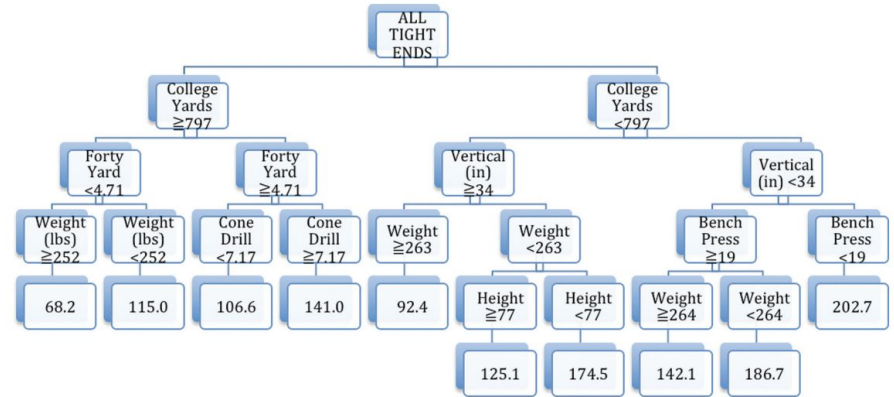 ALL
TIGHT
ENDS
College
Yards
≧797
College
Yards
<797
Forty
Yard
<4.71
Forty
Yard
≧4.71
Vertical
(in)
≧34
Vertical
(in) <34
Weight
(lbs)
≧252
Weight
(lbs)
<252
Cone
Drill
<7.17
Cone
Drill
≧7.17
Weight
≧263
Weight
<263
Bench
Press
≧19
Bench
Press
<19
68.2
115.0
106.6
141.0
92.4
Height
≧77
Height
<77
Weight
≧264
Weight
<264
202.7
125.1
174.5
142.1
186.7